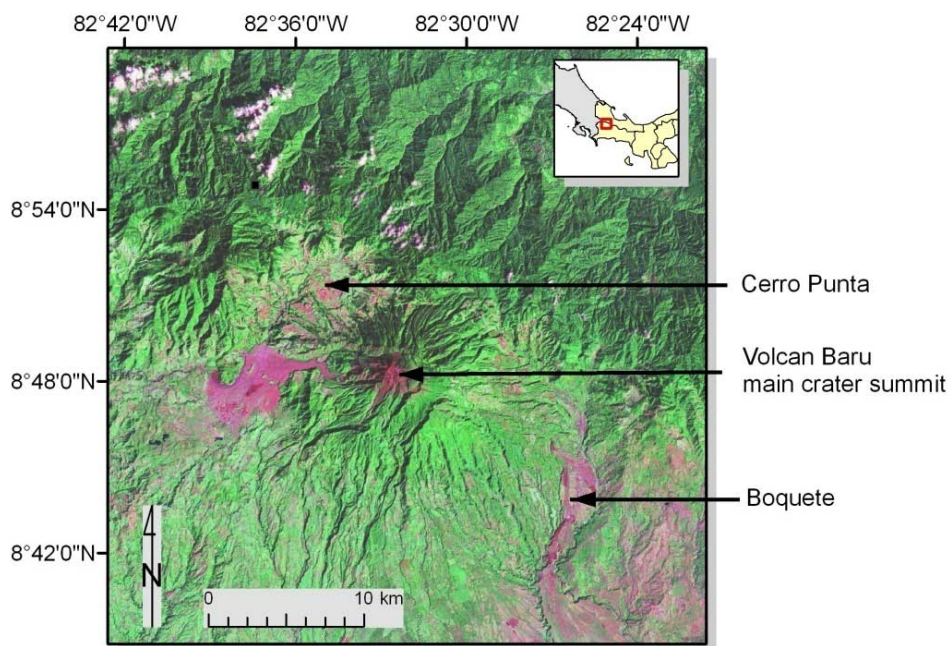 82°42'0"W 82°36'0"W 82°30'0"W 82°24'0"W
8°54'0"N
Cerro Punta
Volcan Baru
main crater summit
8°48'0"N
Boquete
8°42'0"N
N
0 10 km